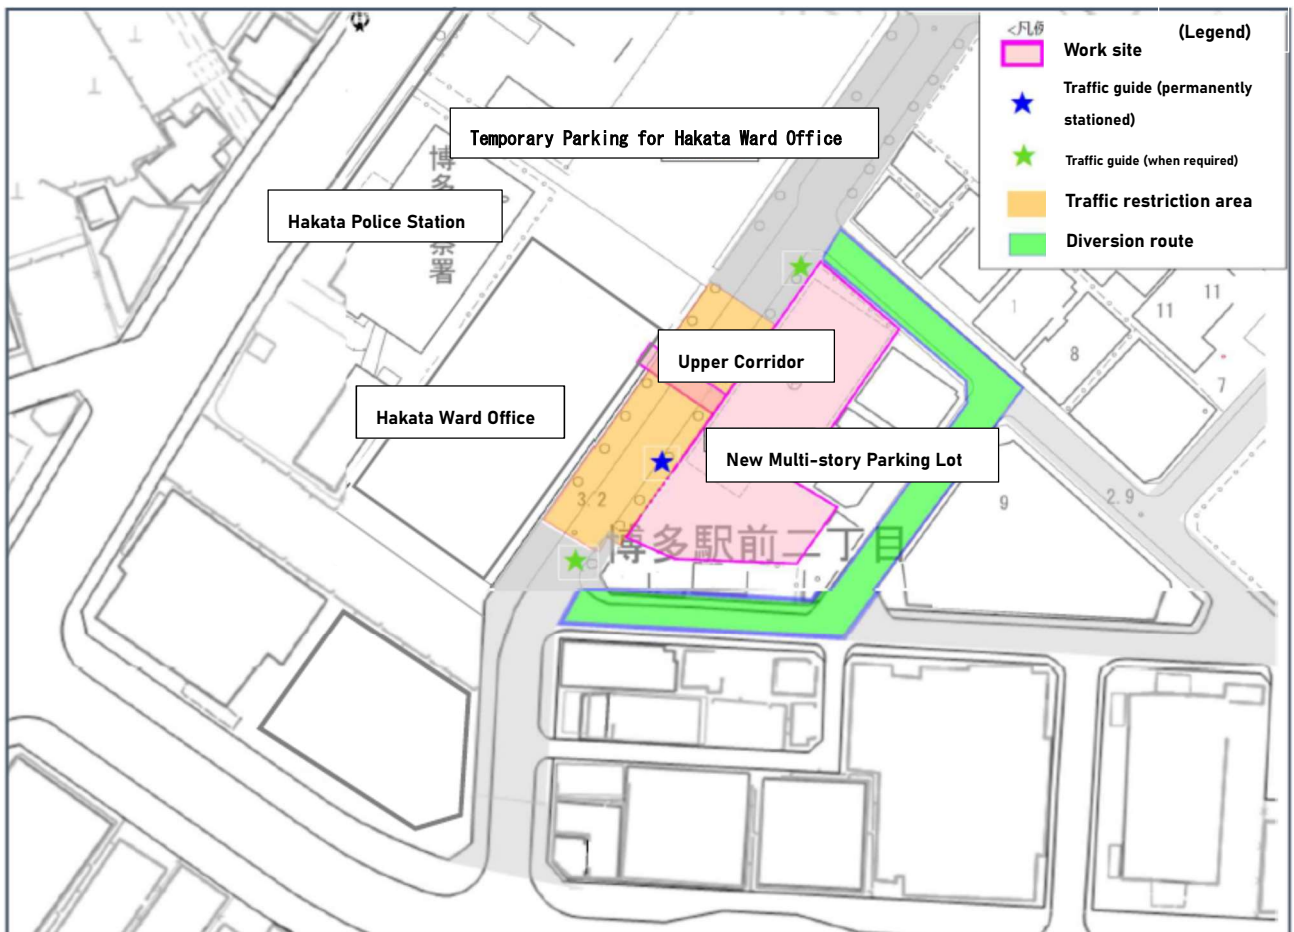 <凡例
(Legend)
Work site
Traffic guide (permanently
stationed)
Traffic guide (when required)
Traffic restriction area
Diversion route
Temporary Parking for Hakata Ward Office
博多
察署
Hakata Police Station
Upper Corridor
Hakata Ward Office
New Multi-story Parking Lot
1
11
11
8
7
9
2.9
3.2
博多駅前二丁目